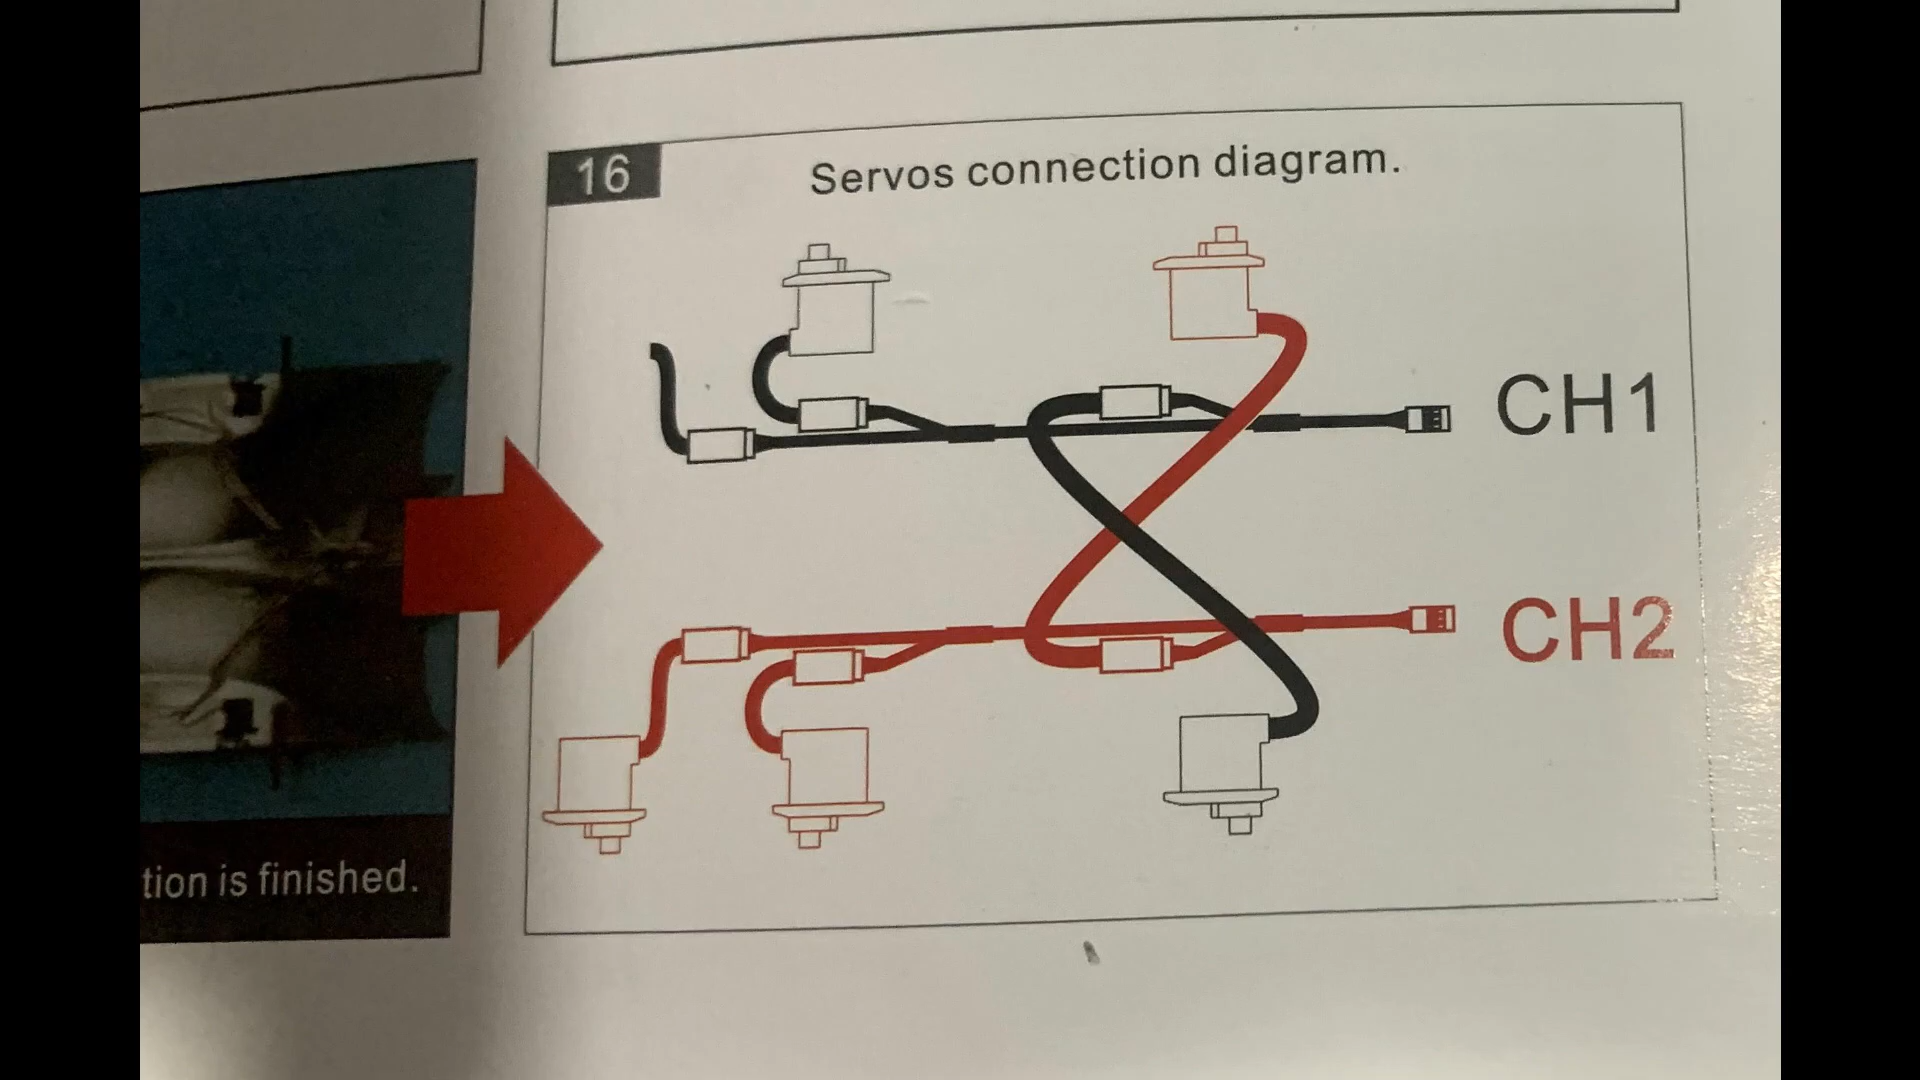 16
Servos connection diagram.
CH1
CH2
tion is finished.